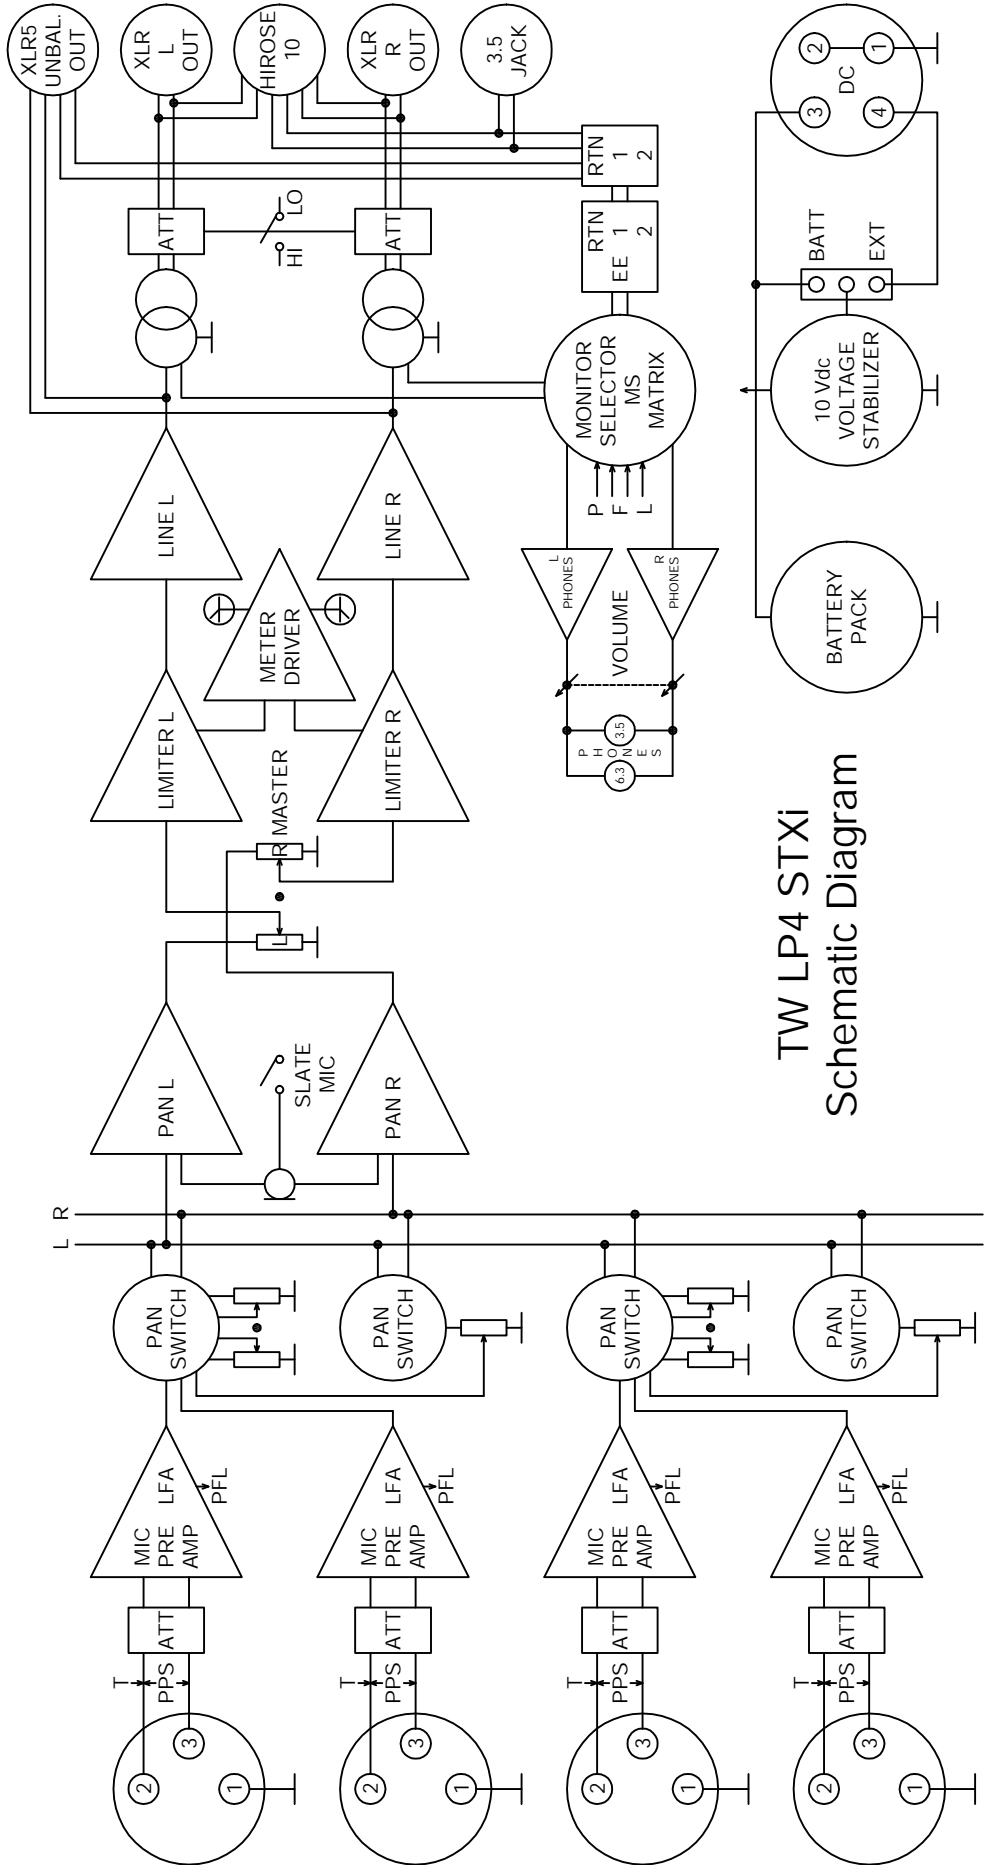 XLR5
UNBAL.
OUT
XLR
L
OUT
HIROSE
10
XLR
R
OUT
3.5
JACK
2
1
3
4
DC
RTN
1
2
RTN
EE 1
2
ATT
ATT
HI
LO
BATT
EXT
MONITOR
SELECTOR
MS
MATRIX
10 Vdc
VOLTAGE
STABILIZER
LINE L
LINE R
P
F
L
L
PHONES
R
PHONES
VOLUME
METER
DRIVER
BATTERY
PACK
LIMITER L
LIMITER R
3.5
PHONES
6.3
R MASTER
L
TW LP4 STXi
Schematic Diagram
PAN L
PAN R
SLATE
MIC
L
R
PAN
SWITCH
PAN
SWITCH
PAN
SWITCH
PAN
SWITCH
MIC
PRE
AMP
LFA
PFL
MIC
PRE
AMP
LFA
PFL
MIC
PRE
AMP
LFA
PFL
MIC
PRE
AMP
LFA
PFL
ATT
ATT
ATT
ATT
T
PPS
T
PPS
T
PPS
T
PPS
2
3
1
2
3
1
2
3
1
2
3
1